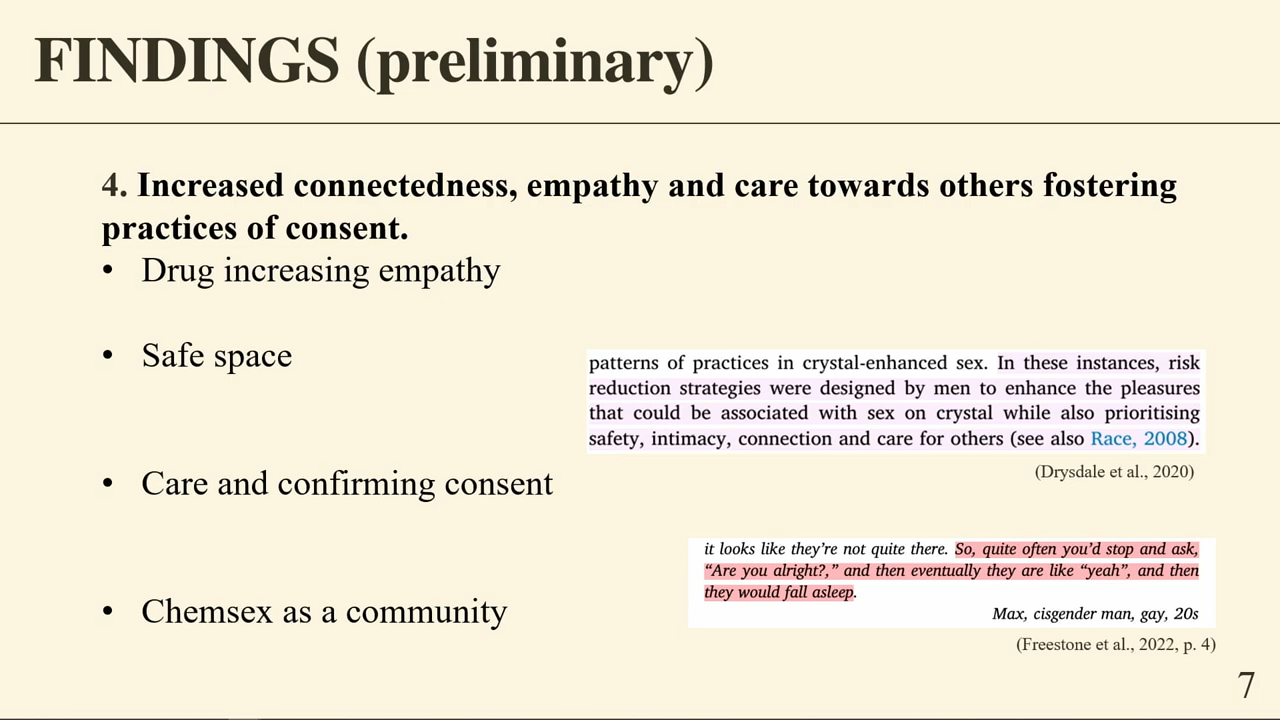 FINDINGS (preliminary)
4. Increased connectedness, empathy and care towards others fostering
practices of consent.
• Drug increasing empathy
• Safe space
patterns of practices in crystal-enhanced sex. In these instances, risk
reduction strategies were designed by men to enhance the pleasures
that could be associated with sex on crystal while also prioritising
safety, intimacy, connection and care for others (see also Race, 2008).
(Drysdale et al., 2020)
• Care and confirming consent
it looks like they’re not quite there. So, quite often you’d stop and ask,
“Are you alright?,” and then eventually they are like “yeah”, and then
they would fall asleep.
Max, cisgender man, gay, 20s
(Freestone et al., 2022, p. 4)
• Chemsex as a community
7